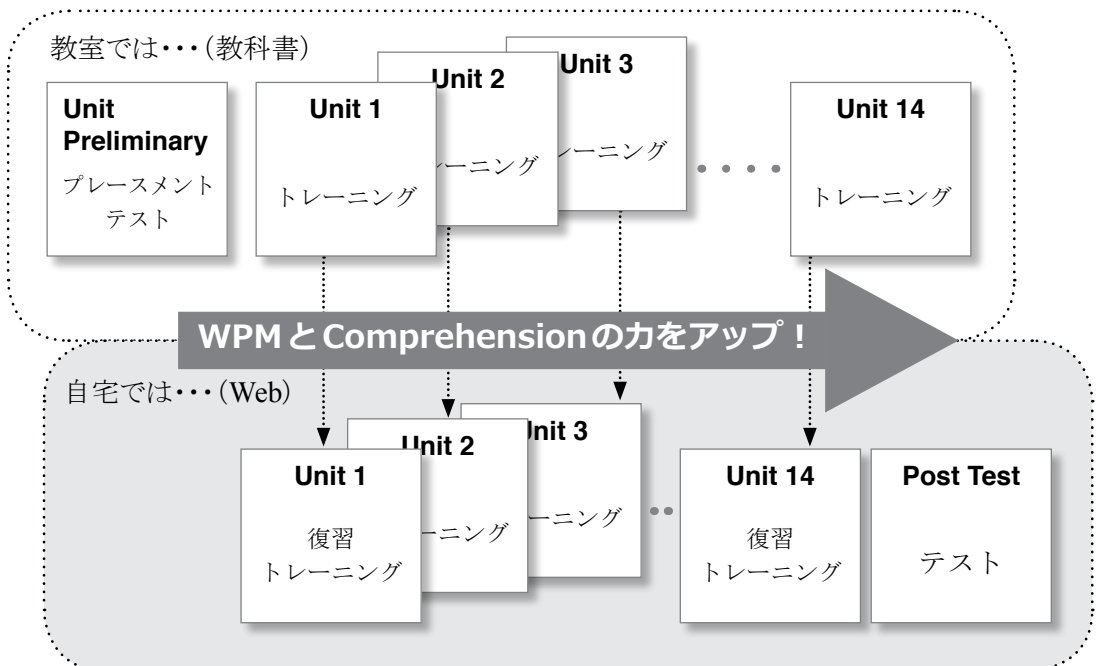 教室では・・・(教科書)
Unit
Preliminary
プレースメント
テスト
Unit 1
トレーニング
Unit 2
ーニング
Unit 3
レーニング
Unit 14
トレーニング
WPMとComprehensionの力をアップ！
自宅では・・・(Web)
Unit 1
復習
トレーニング
Unit 2
ーニング
Unit 3
ーニング
Unit 14
復習
トレーニング
Post Test
テスト